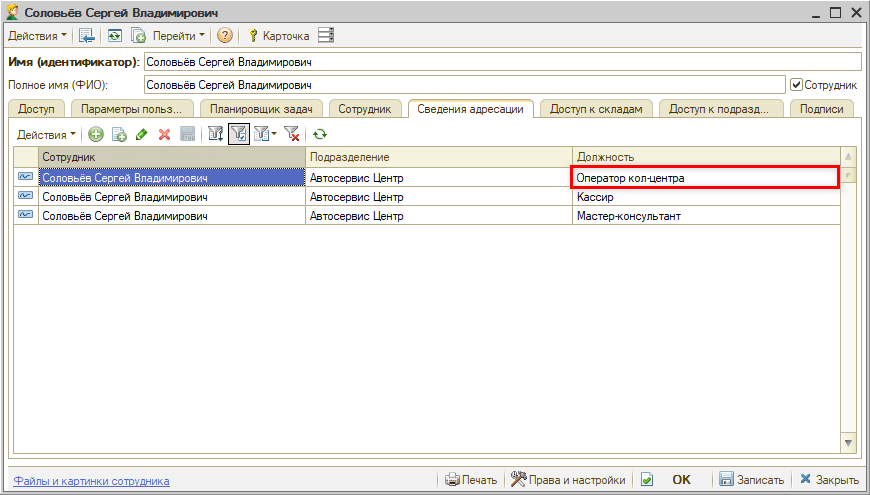 Соловьёв Сергей Владимирович
Действия Перейти ? Карточка
Имя (идентификатор): Соловьёв Сергей Владимирович
Полное имя (ФИО): Соловьёв Сергей Владимирович Сотрудник
Доступ Параметры польз... Планировщик задач Сотрудник Сведения адресации Доступ к складам Доступ к подразд... Подписи
Действия
Сотрудник Подразделение Должность
Соловьёв Сергей Владимирович Автосервис Центр Оператор кол-центра
Соловьёв Сергей Владимирович Автосервис Центр Кассир
Соловьёв Сергей Владимирович Автосервис Центр Мастер-консультант
Файлы и картинки сотрудника Печать Права и настройки OK Записать Закрыть